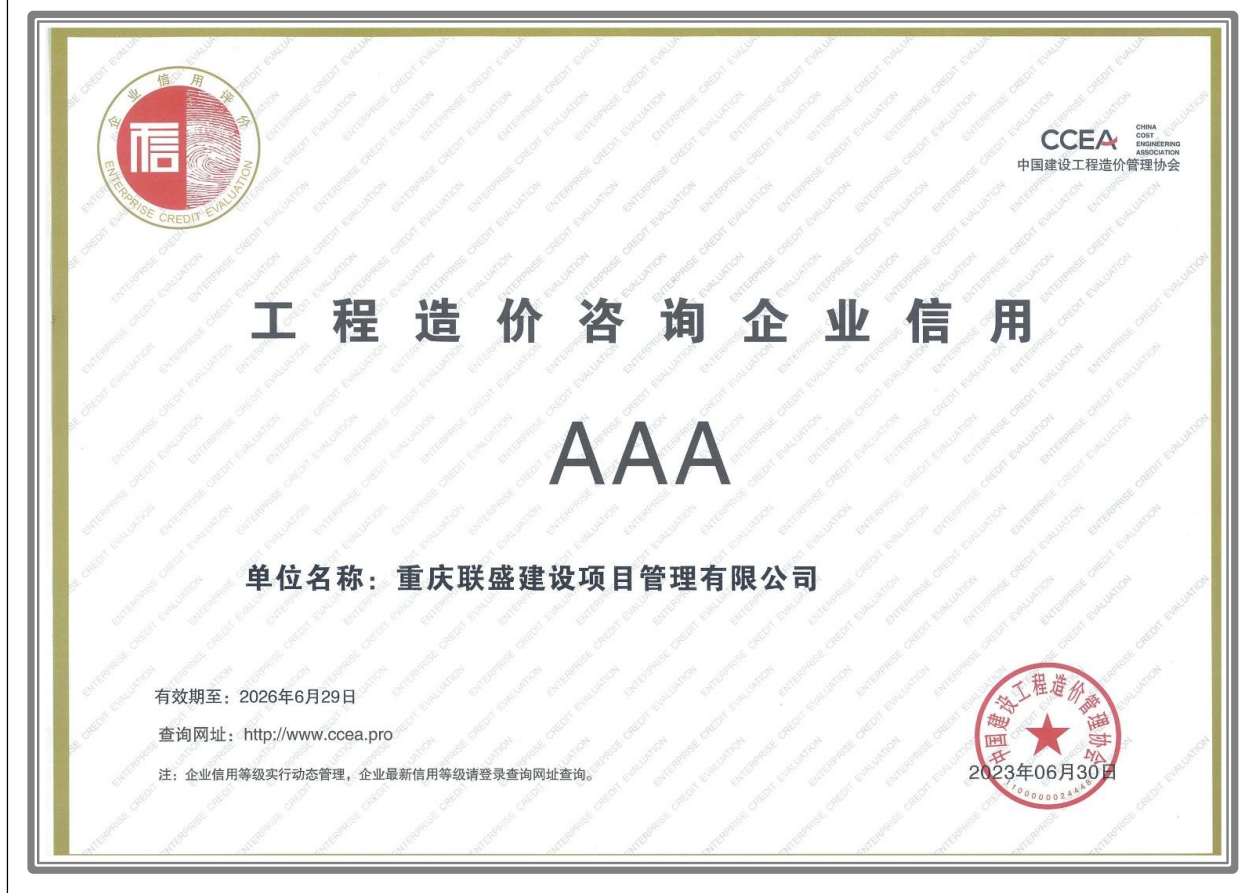 企业信用评价
信
ENTERPRISE CREDIT EVALUATION
CCEA
CHINA
COST
ENGINEERING
ASSOCIATION
中国建设工程造价管理协会
工程造价咨询企业信用
AAA
单位名称：重庆联盛建设项目管理有限公司
有效期至：2026年6月29日
查询网址：http://www.ccea.pro
注：企业信用等级实行动态管理，企业最新信用等级请登录查询网址查询。
中国建设工程造价管理协会
2023年06月30日
ENTERPRISE CREDIT EVALUATION